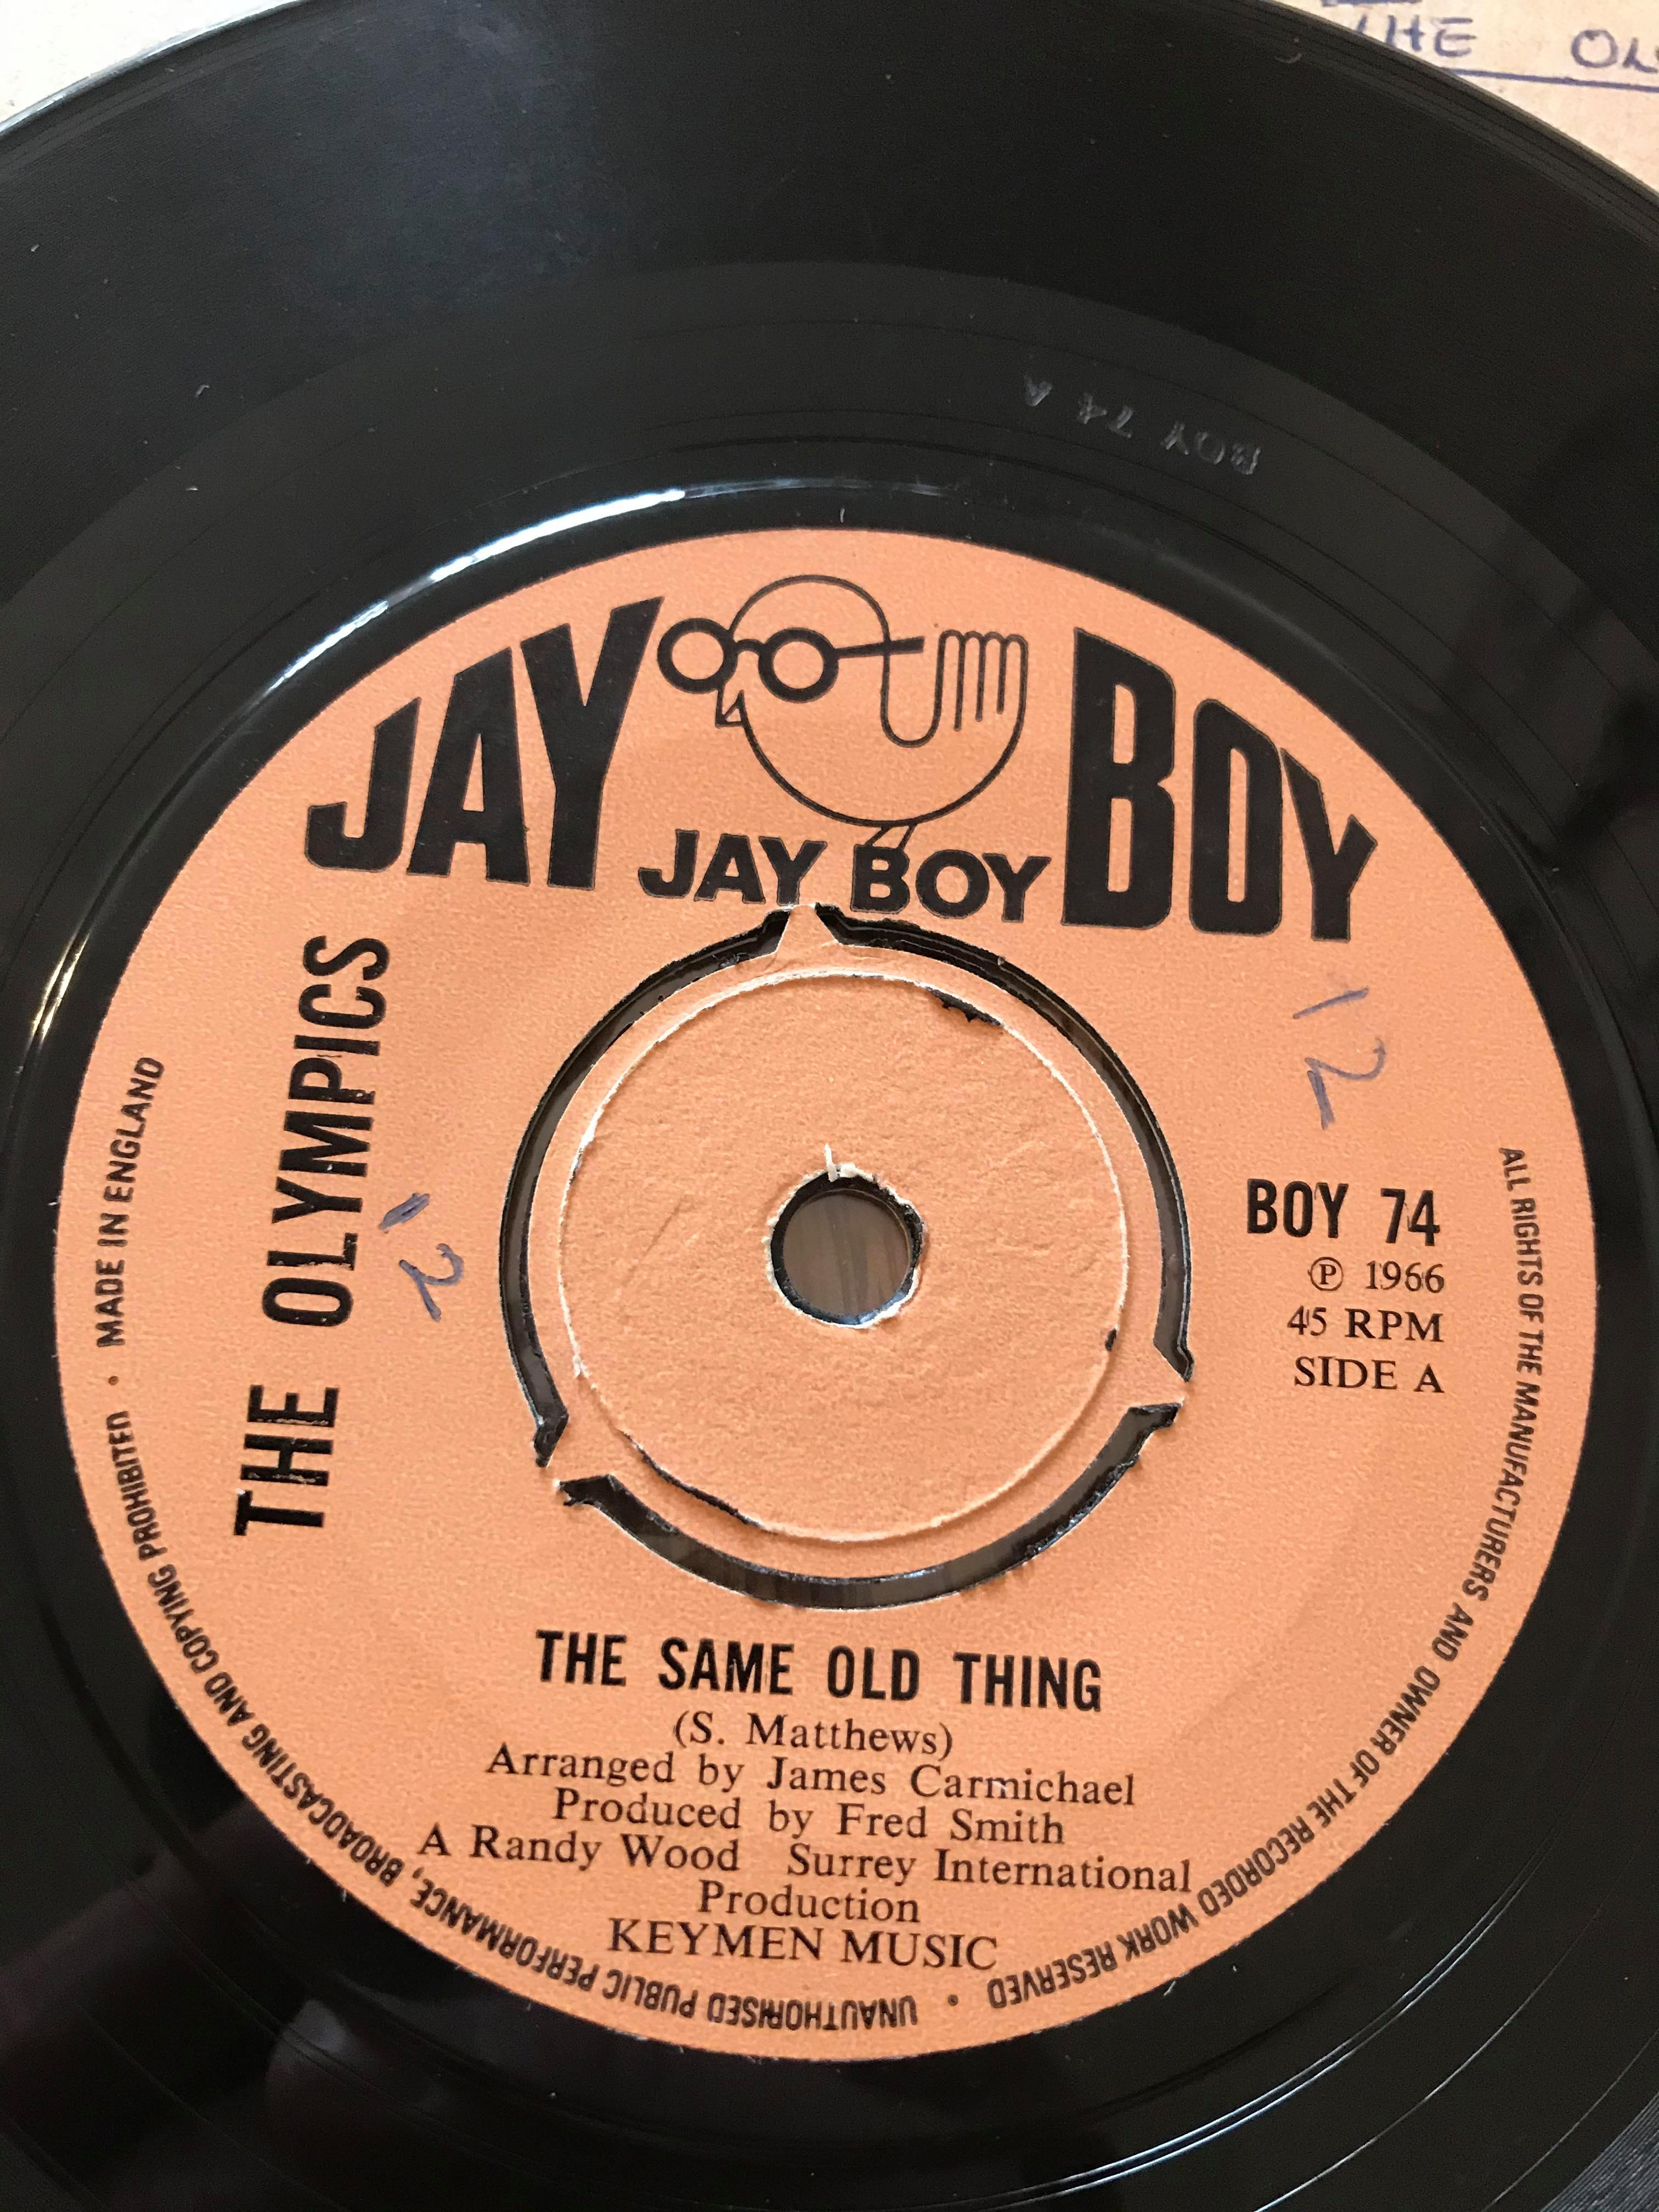 THE
BOY 74 A
JAY BOY
JAY BOY
THE OLYMPICS
12
12
BOY 74
℗ 1966
45 RPM
SIDE A
THE SAME OLD THING
(S. Matthews)
Arranged by James Carmichael
Produced by Fred Smith
A Randy Wood Surrey International
Production
KEYMEN MUSIC
ALL RIGHTS OF THE MANUFACTURERS AND OWNER OF THE RECORDED WORK RESERVED • UNAUTHORISED PUBLIC PERFORMANCE, BROADCASTING AND COPYING PROHIBITED • MADE IN ENGLAND